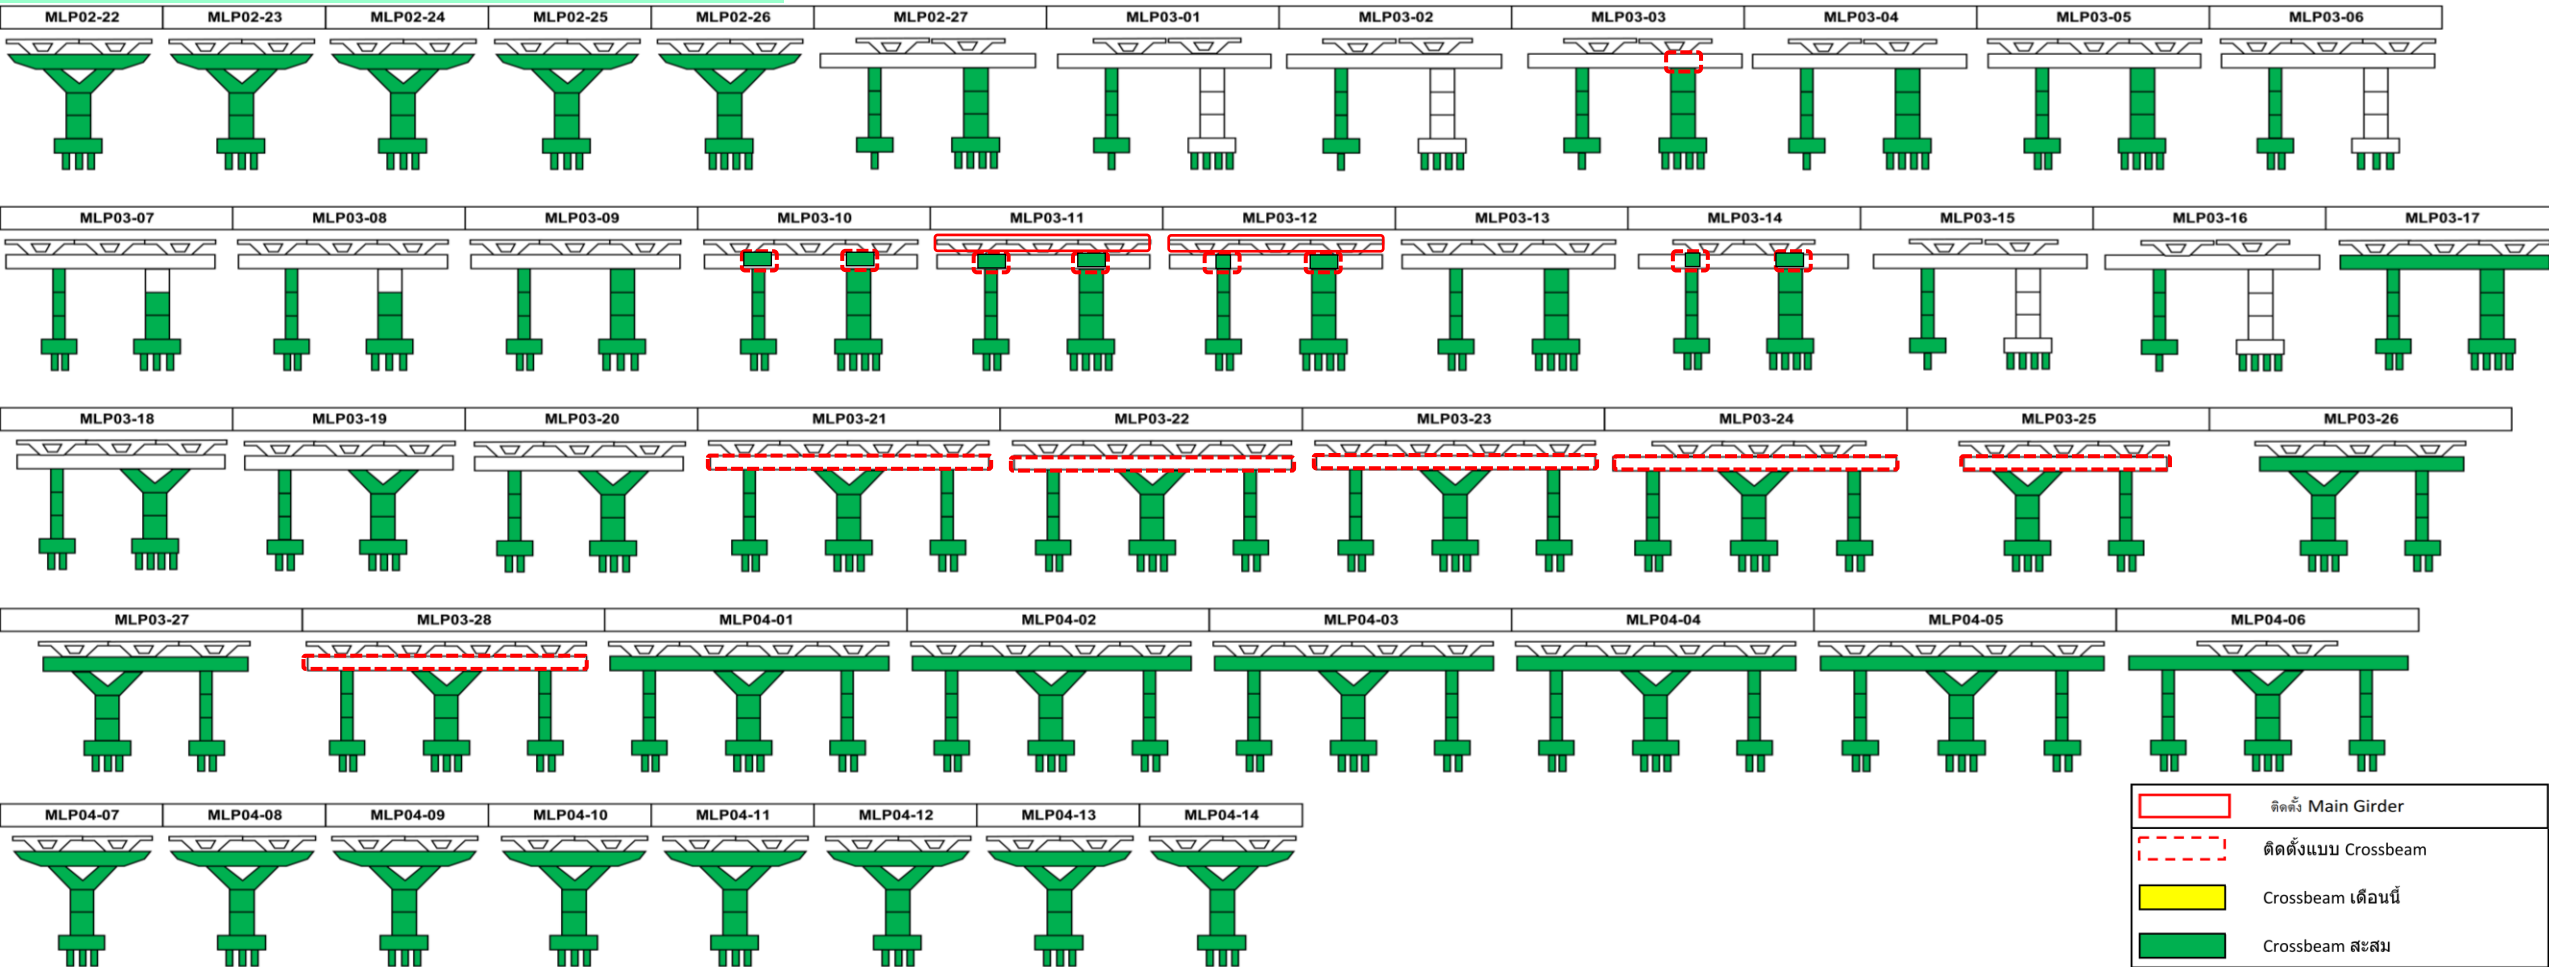 MLP02-22 MLP02-23 MLP02-24 MLP02-25 MLP02-26 MLP02-27 MLP03-01 MLP03-02 MLP03-03 MLP03-04 MLP03-05 MLP03-06
MLP03-07 MLP03-08 MLP03-09 MLP03-10 MLP03-11 MLP03-12 MLP03-13 MLP03-14 MLP03-15 MLP03-16 MLP03-17
MLP03-18 MLP03-19 MLP03-20 MLP03-21 MLP03-22 MLP03-23 MLP03-24 MLP03-25 MLP03-26
MLP03-27 MLP03-28 MLP04-01 MLP04-02 MLP04-03 MLP04-04 MLP04-05 MLP04-06
MLP04-07 MLP04-08 MLP04-09 MLP04-10 MLP04-11 MLP04-12 MLP04-13 MLP04-14
ติดตั้ง Main Girder
ติดตั้งแบบ Crossbeam
Crossbeam เดือนนี้
Crossbeam สะสม